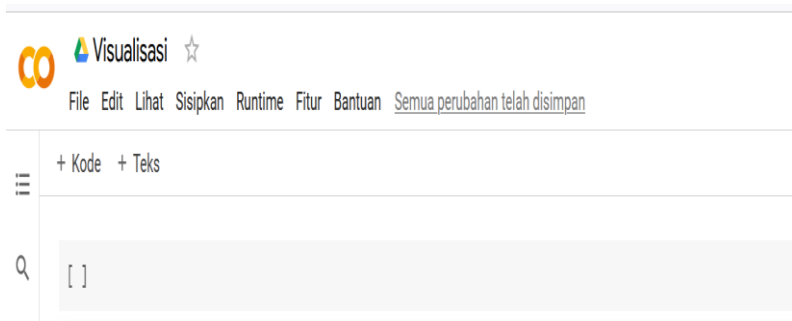 CO
Visualisasi
File Edit Lihat Sisipkan Runtime Fitur Bantuan Semua perubahan telah disimpan
+ Kode + Teks
[ ]